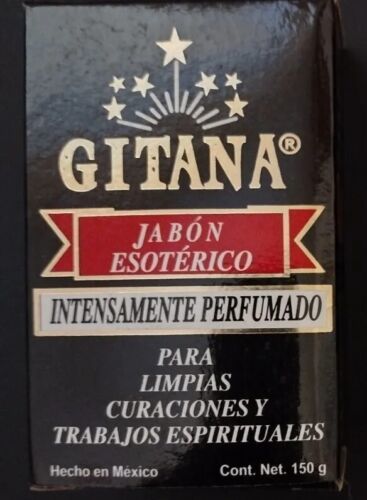 GITANA®
JABÓN
ESOTÉRICO
INTENSAMENTE PERFUMADO
PARA
LIMPIAS
CURACIONES Y
TRABAJOS ESPIRITUALES
Hecho en México Cont. Net. 150 g